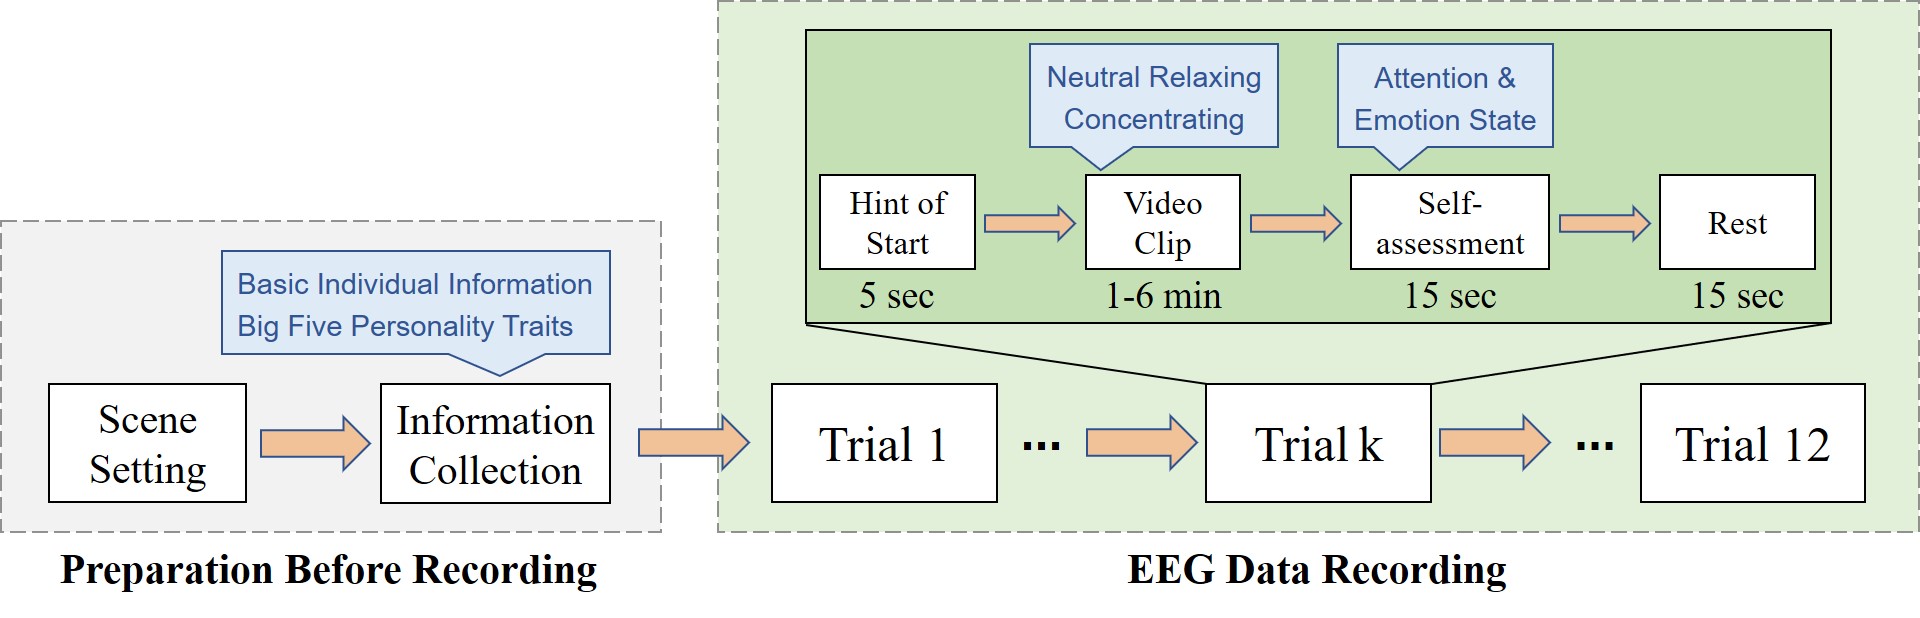 Neutral Relaxing
Concentrating
Attention &
Emotion State
Hint of
Start
Video
Clip
Self-
assessment
Rest
5 sec
1-6 min
15 sec
15 sec
Basic Individual Information
Big Five Personality Traits
Scene
Setting
Information
Collection
Trial 1
...
Trial k
...
Trial 12
Preparation Before Recording
EEG Data Recording